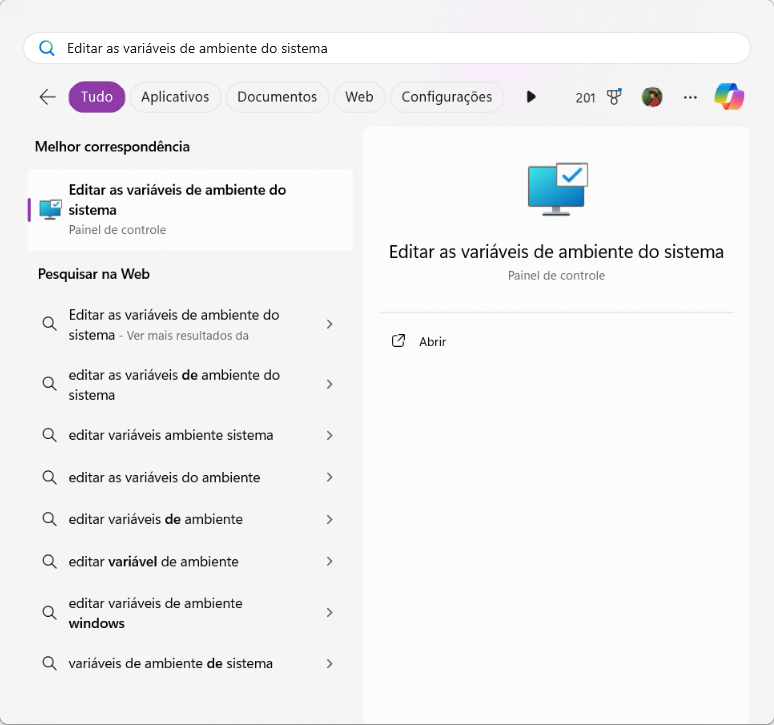 Editar as variáveis de ambiente do sistema
Tudo
Aplicativos
Documentos
Web
Configurações
201
Melhor correspondência
Editar as variáveis de ambiente do
sistema
Painel de controle
Pesquisar na Web
Editar as variáveis de ambiente do
sistema - Ver mais resultados da
editar as variáveis de ambiente do
sistema
editar variáveis ambiente sistema
editar as variáveis do ambiente
editar variáveis de ambiente
editar variável de ambiente
editar variáveis de ambiente
windows
variáveis de ambiente de sistema
Editar as variáveis de ambiente do sistema
Painel de controle
Abrir